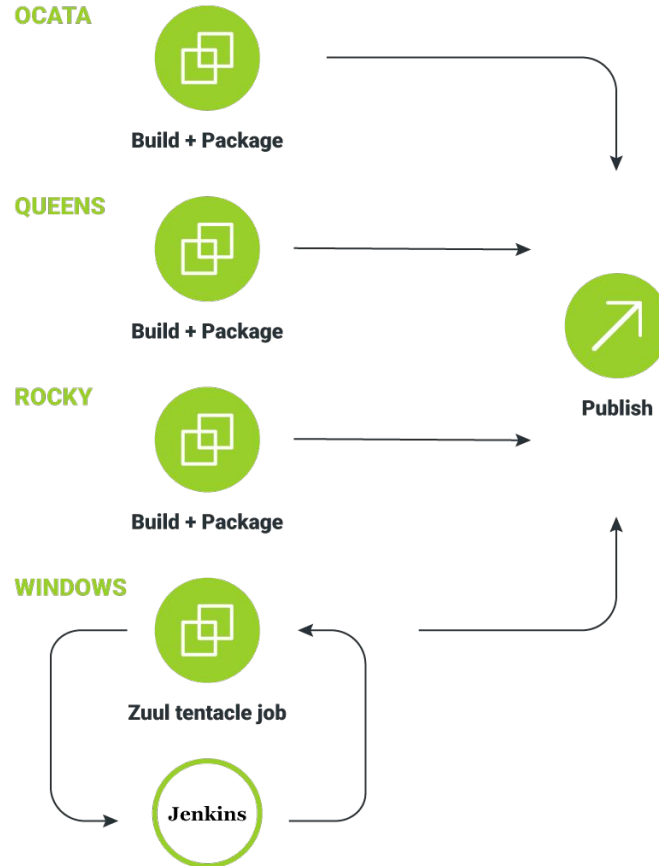 OCATA
Build + Package
QUEENS
Build + Package
Publish
ROCKY
Build + Package
WINDOWS
Zuul tentacle job
Jenkins